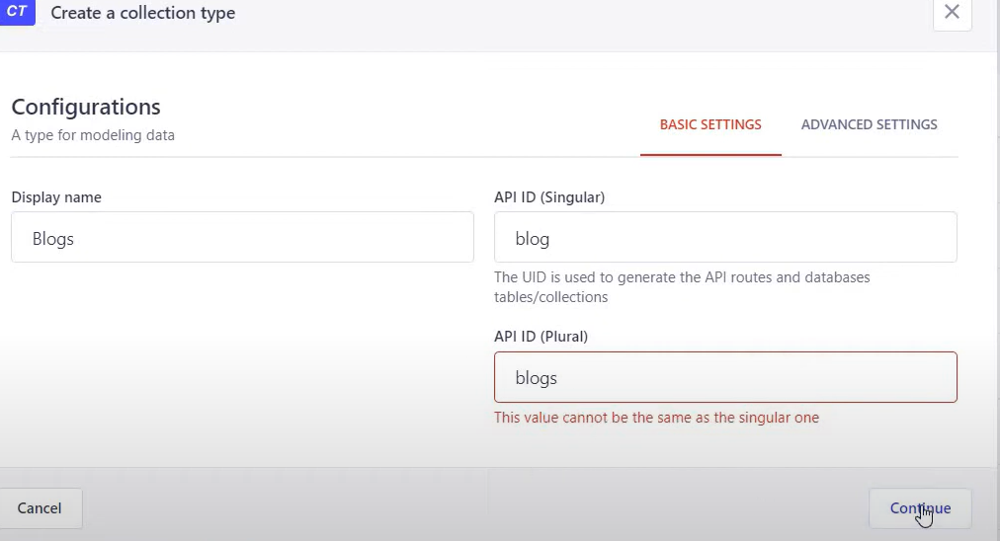 CT Create a collection type
Configurations
A type for modeling data
BASIC SETTINGS ADVANCED SETTINGS
Display name
Blogs
API ID (Singular)
blog
The UID is used to generate the API routes and databases
tables/collections
API ID (Plural)
blogs
This value cannot be the same as the singular one
Cancel
Continue